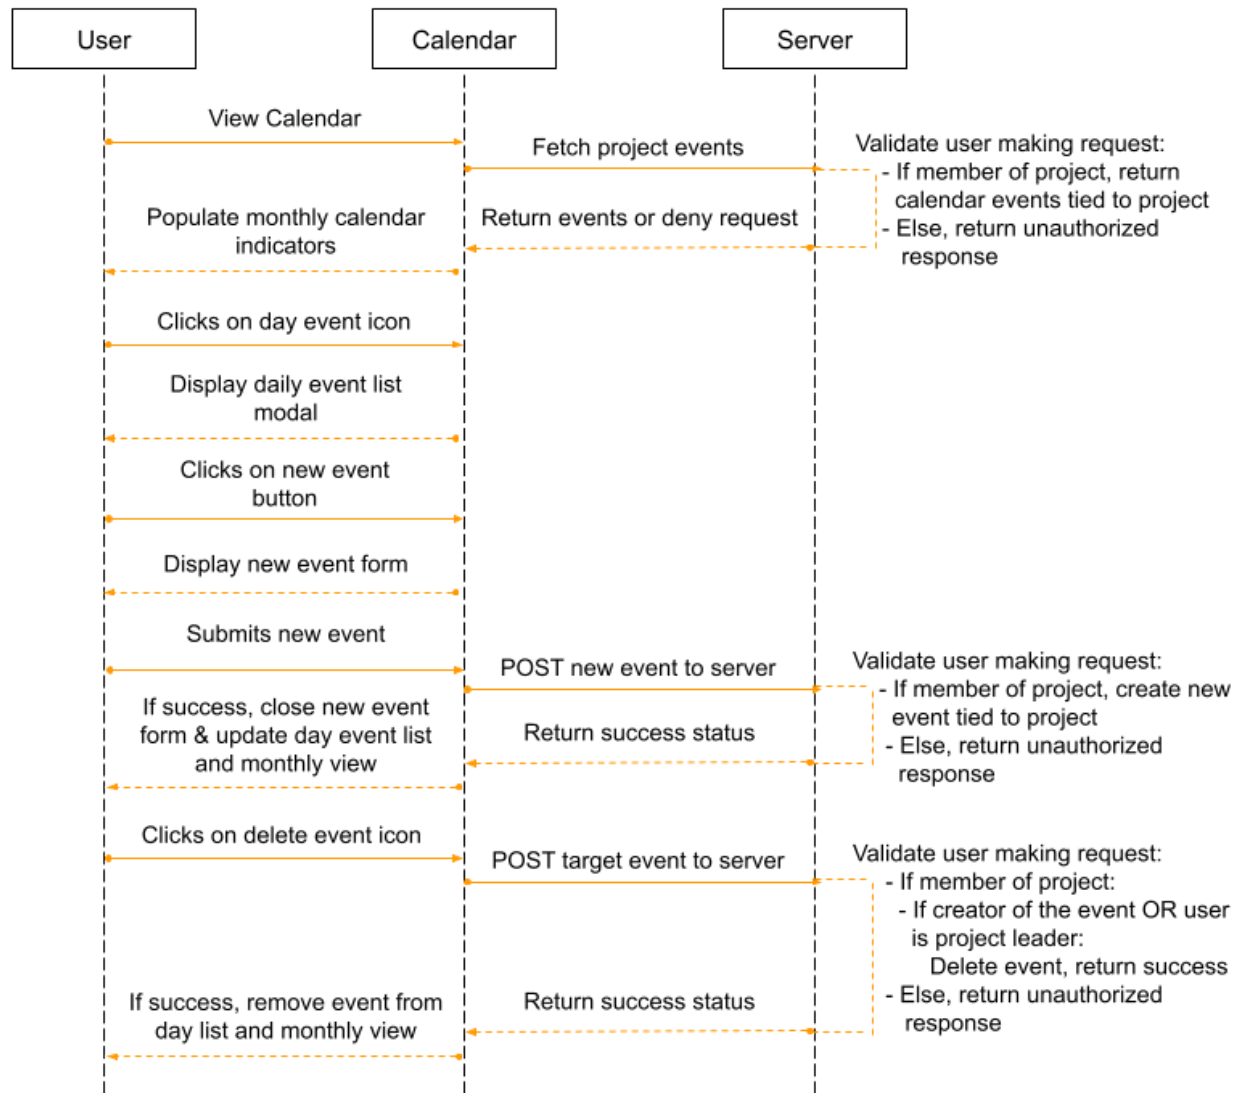 User
Calendar
Server
View Calendar
Fetch project events
Validate user making request:
- If member of project, return
calendar events tied to project
- Else, return unauthorized
response
Populate monthly calendar
indicators
Return events or deny request
Clicks on day event icon
Display daily event list
modal
Clicks on new event
button
Display new event form
Submits new event
POST new event to server
Validate user making request:
- If member of project, create new
event tied to project
- Else, return unauthorized
response
If success, close new event
form & update day event list
and monthly view
Return success status
Clicks on delete event icon
POST target event to server
Validate user making request:
- If member of project:
- If creator of the event OR user
is project leader:
Delete event, return success
- Else, return unauthorized
response
If success, remove event from
day list and monthly view
Return success status